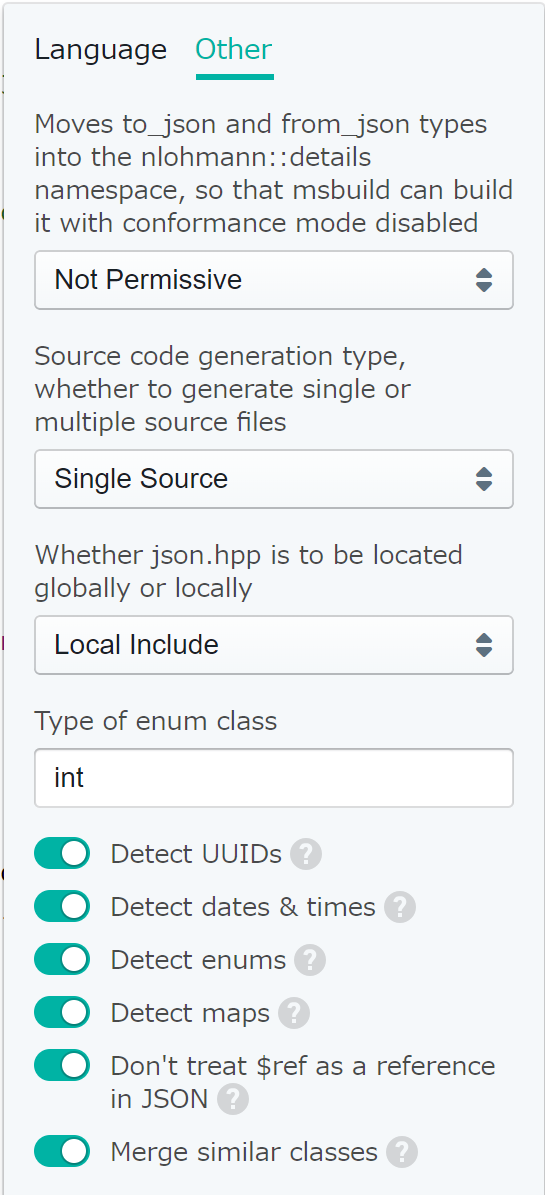 Language Other
Moves to_json and from_json types
into the nlohmann::details
namespace, so that msbuild can build
it with conformance mode disabled
Not Permissive
Source code generation type,
whether to generate single or
multiple source files
Single Source
Whether json.hpp is to be located
globally or locally
Local Include
Type of enum class
int
Detect UUIDs ?
Detect dates & times ?
Detect enums ?
Detect maps ?
Don't treat $ref as a reference
in JSON ?
Merge similar classes ?